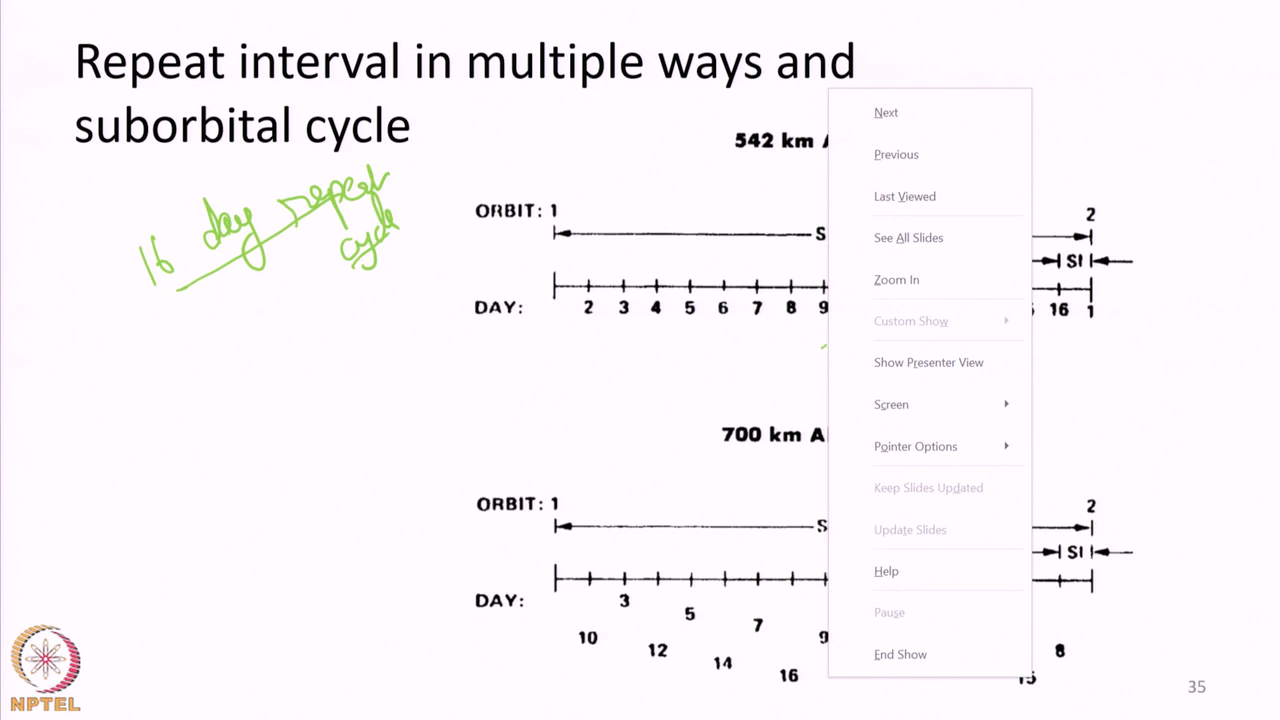 Repeat interval in multiple ways and
suborbital cycle
16 day repeat
cycle
542 km A
ORBIT: 1
S
2
SI
DAY:
2 3 4 5 6 7 8 9
16 1
700 km A
ORBIT: 1
S
2
SI
DAY:
3
5
7
9
10
12
14
16
8
15
Next
Previous
Last Viewed
See All Slides
Zoom In
Custom Show
Show Presenter View
Screen
Pointer Options
Keep Slides Updated
Update Slides
Help
Pause
End Show
NPTEL
35